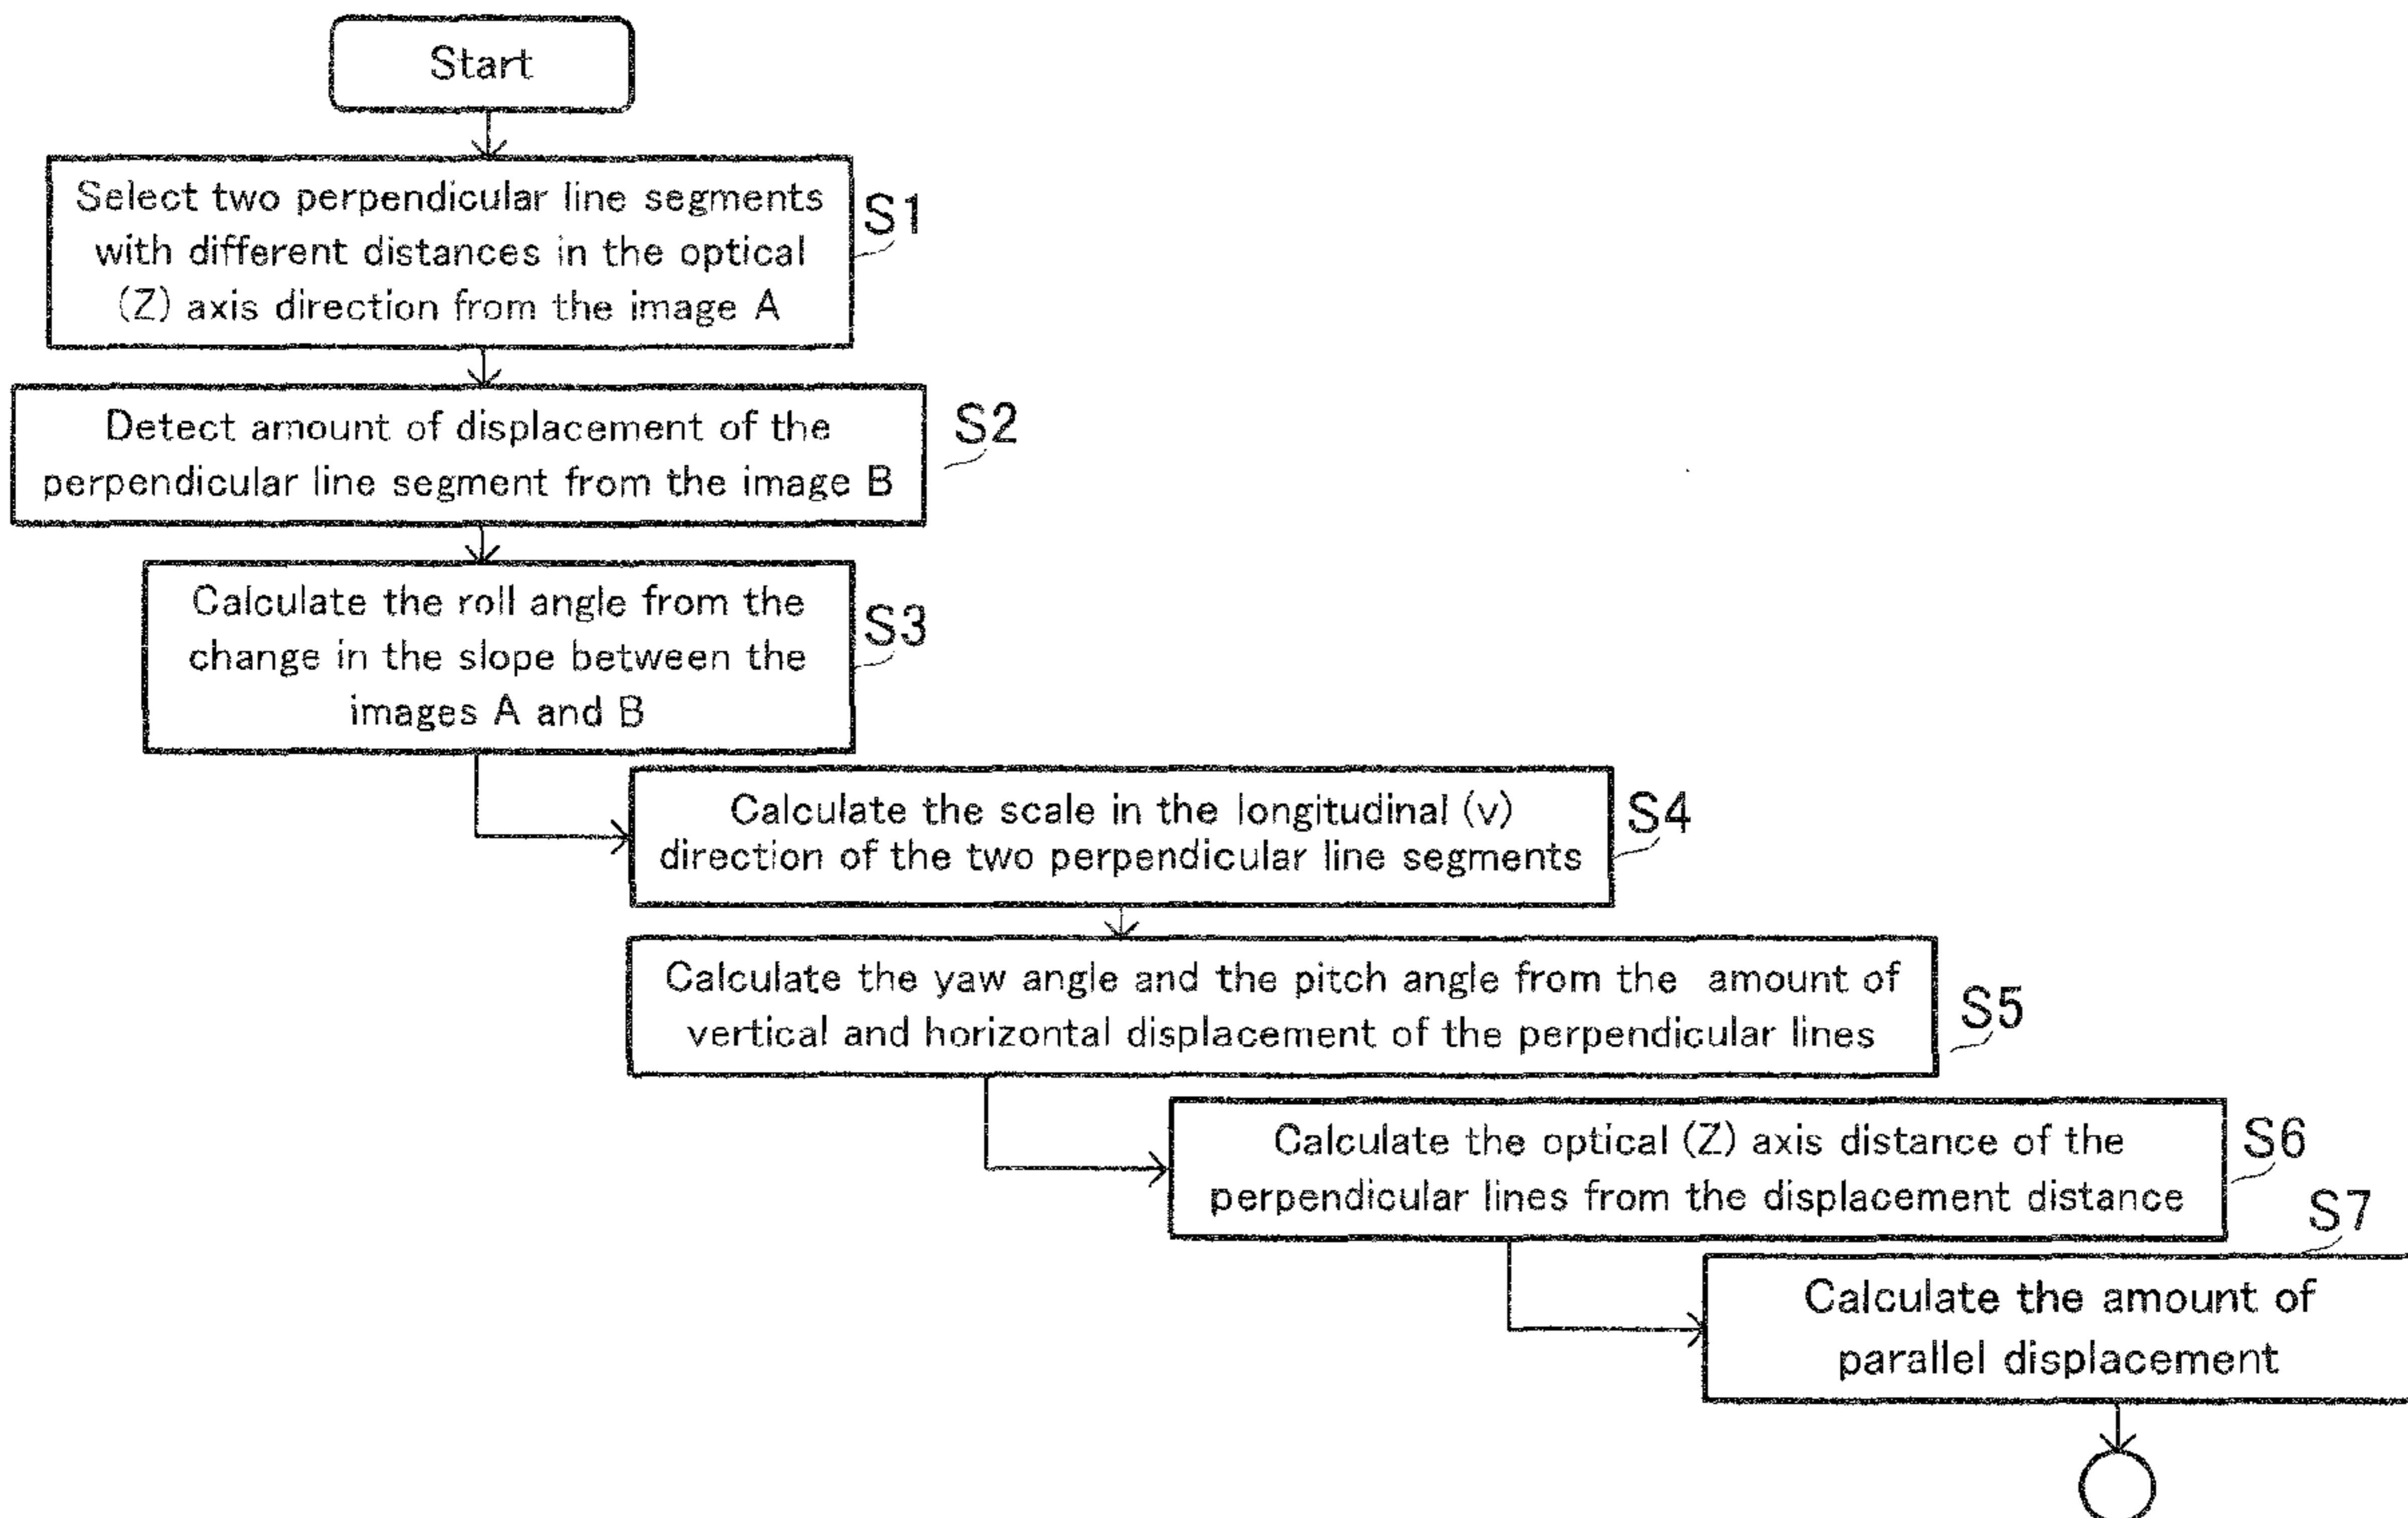 Start
Select two perpendicular line segments
with different distances in the optical
(Z) axis direction from the image A
S1
Detect amount of displacement of the
perpendicular line segment from the image B
S2
Calculate the roll angle from the
change in the slope between the
images A and B
S3
Calculate the scale in the longitudinal (v)
direction of the two perpendicular line segments
S4
Calculate the yaw angle and the pitch angle from the amount of
vertical and horizontal displacement of the perpendicular lines
S5
Calculate the optical (Z) axis distance of the
perpendicular lines from the displacement distance
S6
S7
Calculate the amount of
parallel displacement